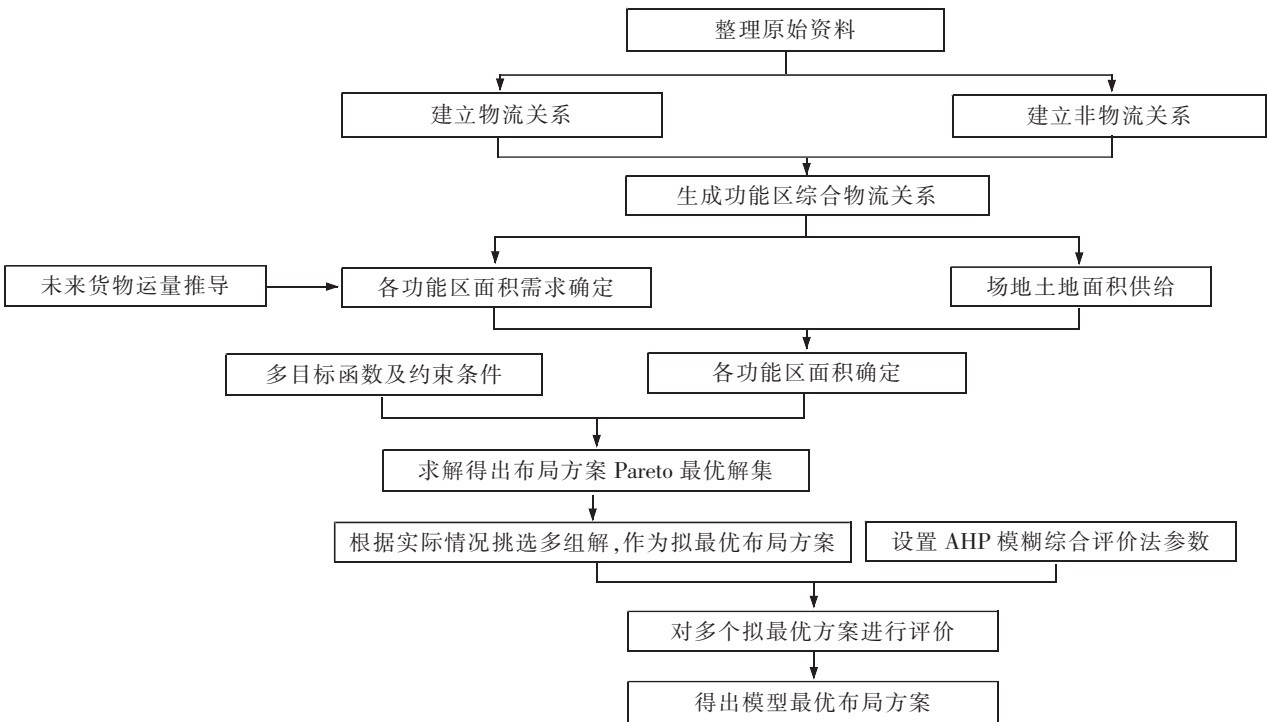 整理原始资料
建立物流关系
建立非物流关系
生成功能区综合物流关系
未来货物运量推导
各功能区面积需求确定
场地土地面积供给
多目标函数及约束条件
各功能区面积确定
求解得出布局方案 Pareto 最优解集
根据实际情况挑选多组解,作为拟最优布局方案
设置 AHP 模糊综合评价法参数
对多个拟最优方案进行评价
得出模型最优布局方案